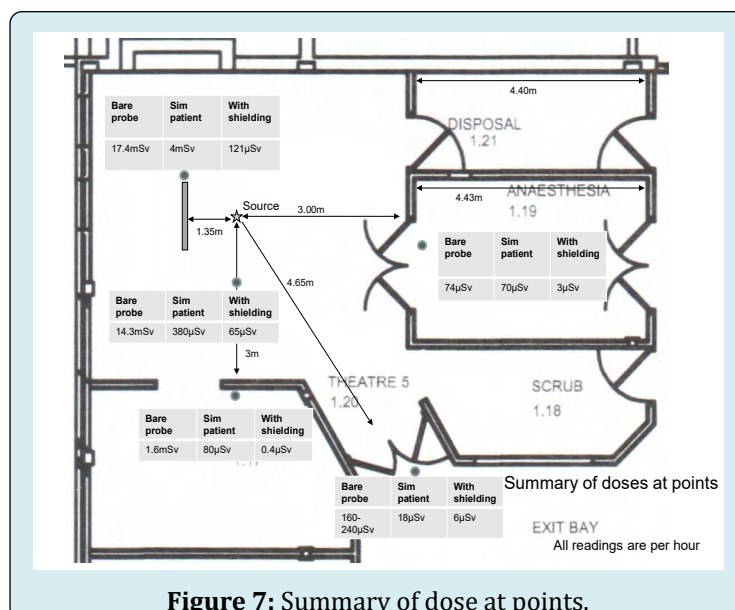 4.40m
DISPOSAL
1.21
Bare probe Sim patient With shielding
17.4mSv 4mSv 121µSv
4.43m
ANAESTHESIA
1.19
Source
3.00m
1.35m
4.65m
Bare probe Sim patient With shielding
74µSv 70µSv 3µSv
Bare probe Sim patient With shielding
14.3mSv 380µSv 65µSv
3m
THEATRE 5
1.20
SCRUB
1.18
Bare probe Sim patient With shielding
1.6mSv 80µSv 0.4µSv
Bare probe Sim patient With shielding
160-240µSv 18µSv 6µSv
Summary of doses at points
EXIT BAY
All readings are per hour
Figure 7: Summary of dose at points.